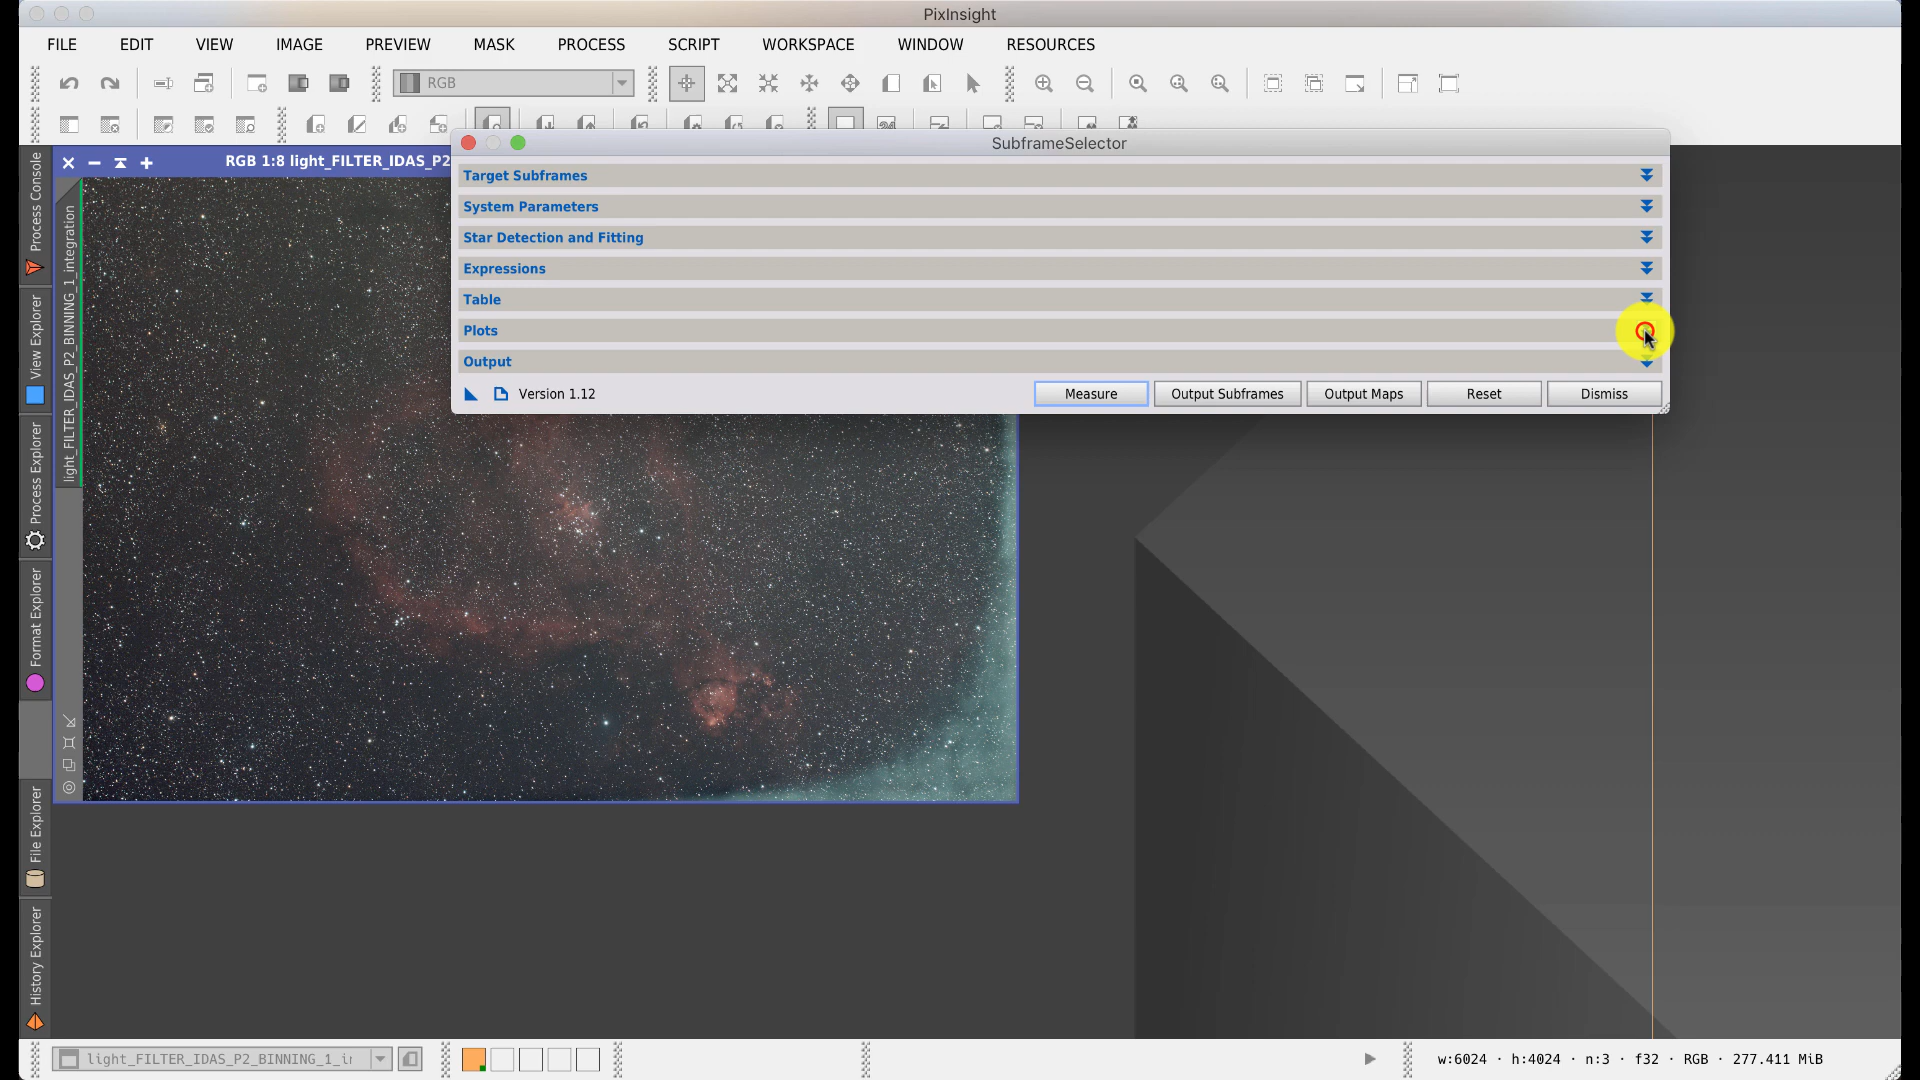 PixInsight
FILE EDIT VIEW IMAGE PREVIEW MASK PROCESS SCRIPT WORKSPACE WINDOW RESOURCES
RGB
SubframeSelector
RGB 1:8 light_FILTER_IDAS_P2
Target Subframes
System Parameters
Star Detection and Fitting
Expressions
Table
Plots
Output
Version 1.12
Measure Output Subframes Output Maps Reset Dismiss
Process Console
View Explorer
Process Explorer
Format Explorer
File Explorer
History Explorer
light_FILTER_IDAS_P2_BINNING_1_integration
light_FILTER_IDAS_P2_BINNING_1_ir
w:6024 · h:4024 · n:3 · f32 · RGB · 277.411 MiB